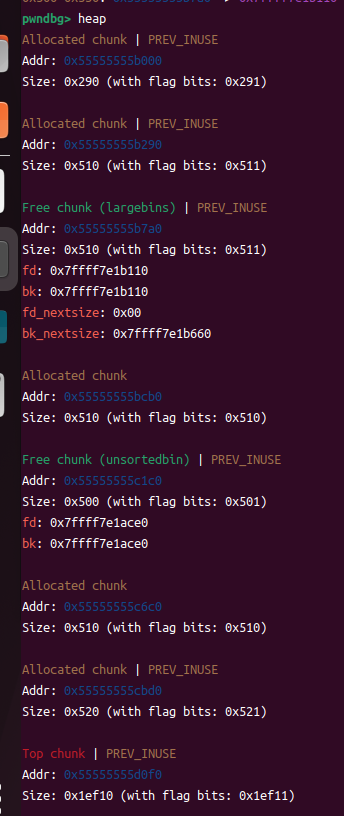 pwndbg> heap
Allocated chunk | PREV_INUSE
Addr: 0x55555555b000
Size: 0x290 (with flag bits: 0x291)
Allocated chunk | PREV_INUSE
Addr: 0x55555555b290
Size: 0x510 (with flag bits: 0x511)
Free chunk (largebins) | PREV_INUSE
Addr: 0x55555555b7a0
Size: 0x510 (with flag bits: 0x511)
fd: 0x7ffff7e1b110
bk: 0x7ffff7e1b110
fd_nextsize: 0x00
bk_nextsize: 0x7ffff7e1b660
Allocated chunk
Addr: 0x55555555bcb0
Size: 0x510 (with flag bits: 0x510)
Free chunk (unsortedbin) | PREV_INUSE
Addr: 0x55555555c1c0
Size: 0x500 (with flag bits: 0x501)
fd: 0x7ffff7e1ace0
bk: 0x7ffff7e1ace0
Allocated chunk
Addr: 0x55555555c6c0
Size: 0x510 (with flag bits: 0x510)
Allocated chunk | PREV_INUSE
Addr: 0x55555555cbd0
Size: 0x520 (with flag bits: 0x521)
Top chunk | PREV_INUSE
Addr: 0x55555555d0f0
Size: 0x1ef10 (with flag bits: 0x1ef11)